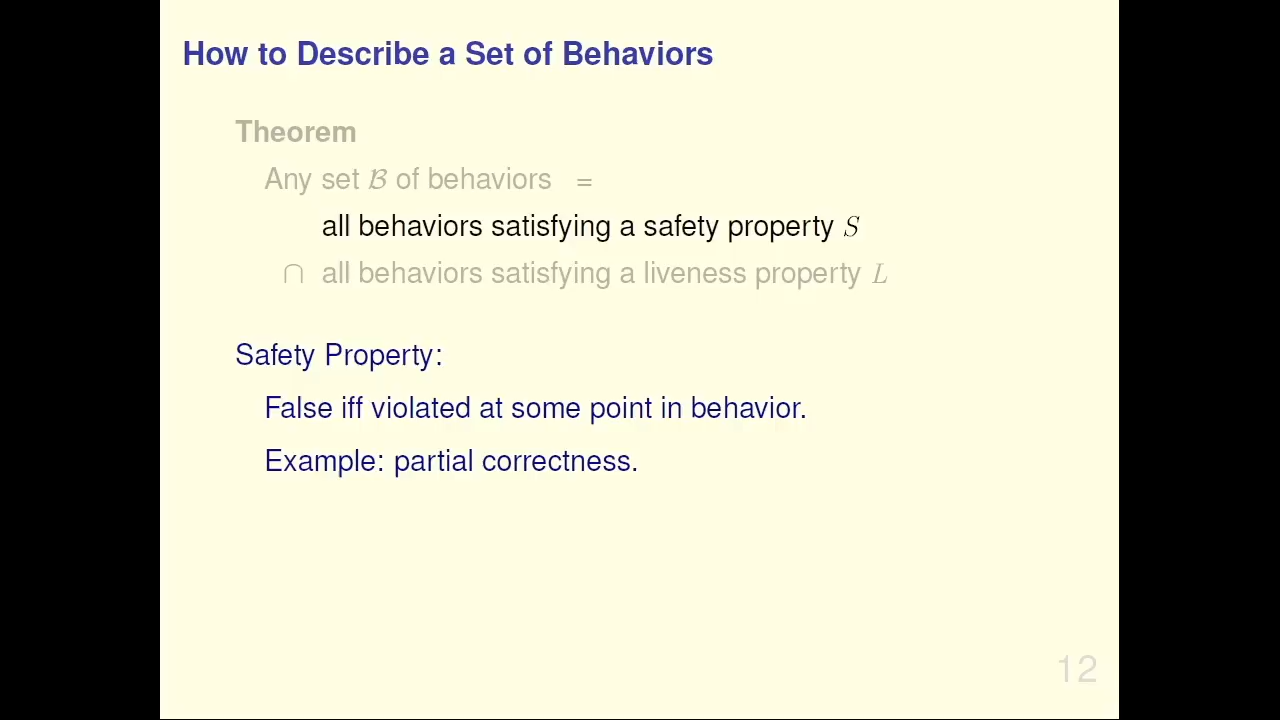 How to Describe a Set of Behaviors
Theorem
Any set ℬ of behaviors =
all behaviors satisfying a safety property S
∩ all behaviors satisfying a liveness property L
Safety Property:
False iff violated at some point in behavior.
Example: partial correctness.
12